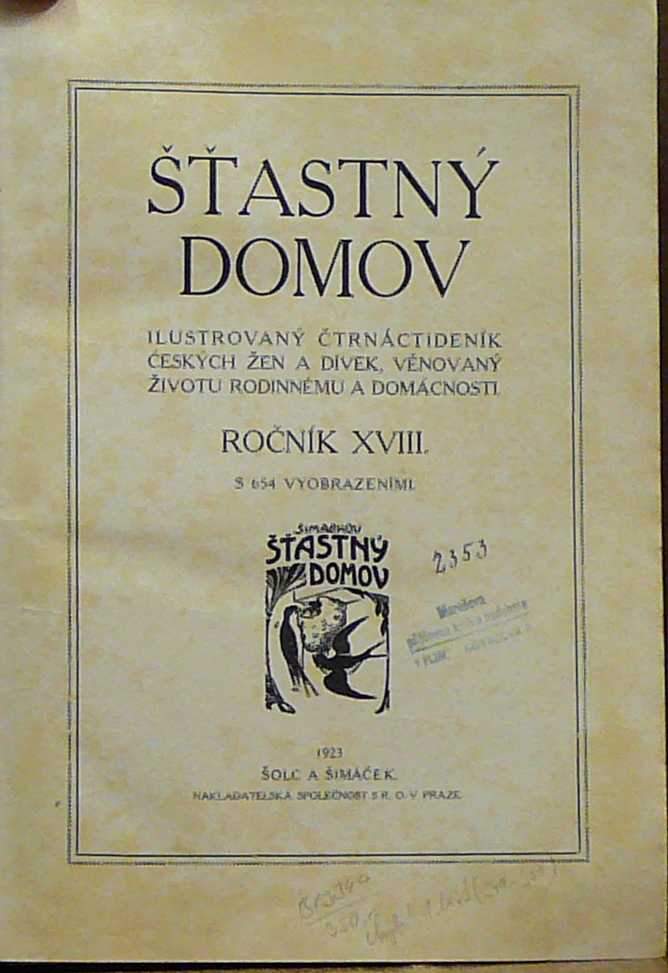 ŠŤASTNÝ
DOMOV
ILUSTROVANÝ ČTRNÁCTIDENÍK
ČESKÝCH ŽEN A DÍVEK, VĚNOVANÝ
ŽIVOTU RODINNÉMU A DOMÁCNOSTI.
ROČNÍK XVIII.
S 654 VYOBRAZENÍMI.
ŠIMÁČKŮV
ŠŤASTNÝ
DOMOV
2353
1923
ŠOLC A ŠIMÁČEK.
NAKLADATELSKÁ SPOLEČNOST S R. O. V PRAZE.